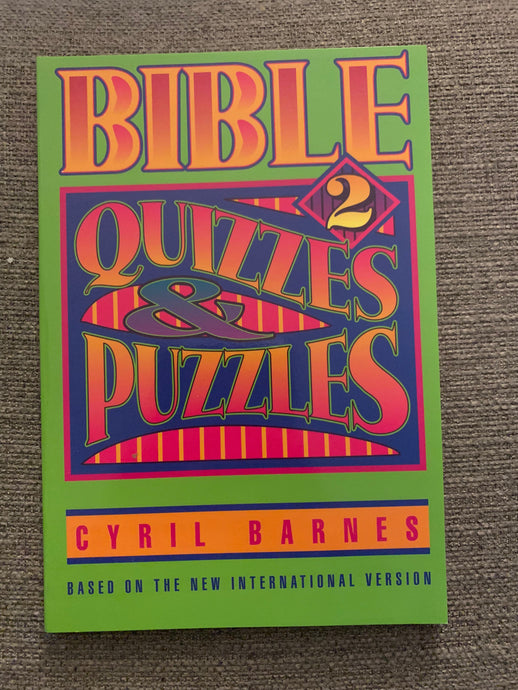 BIBLE
2
QUIZZES
&
PUZZLES
CYRIL BARNES
BASED ON THE NEW INTERNATIONAL VERSION